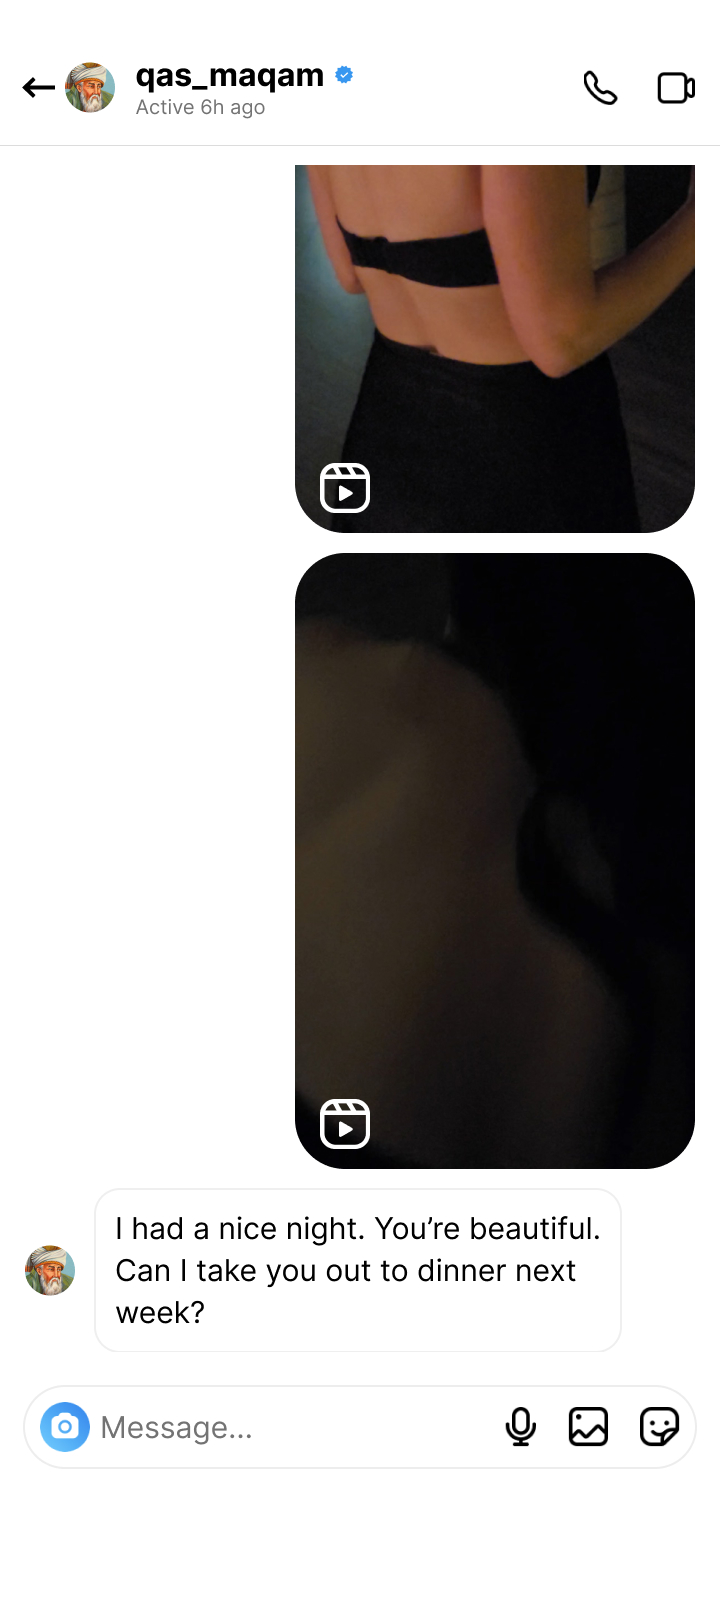 qas_maqam
Active 6h ago
I had a nice night. You’re beautiful.
Can I take you out to dinner next
week?
Message...